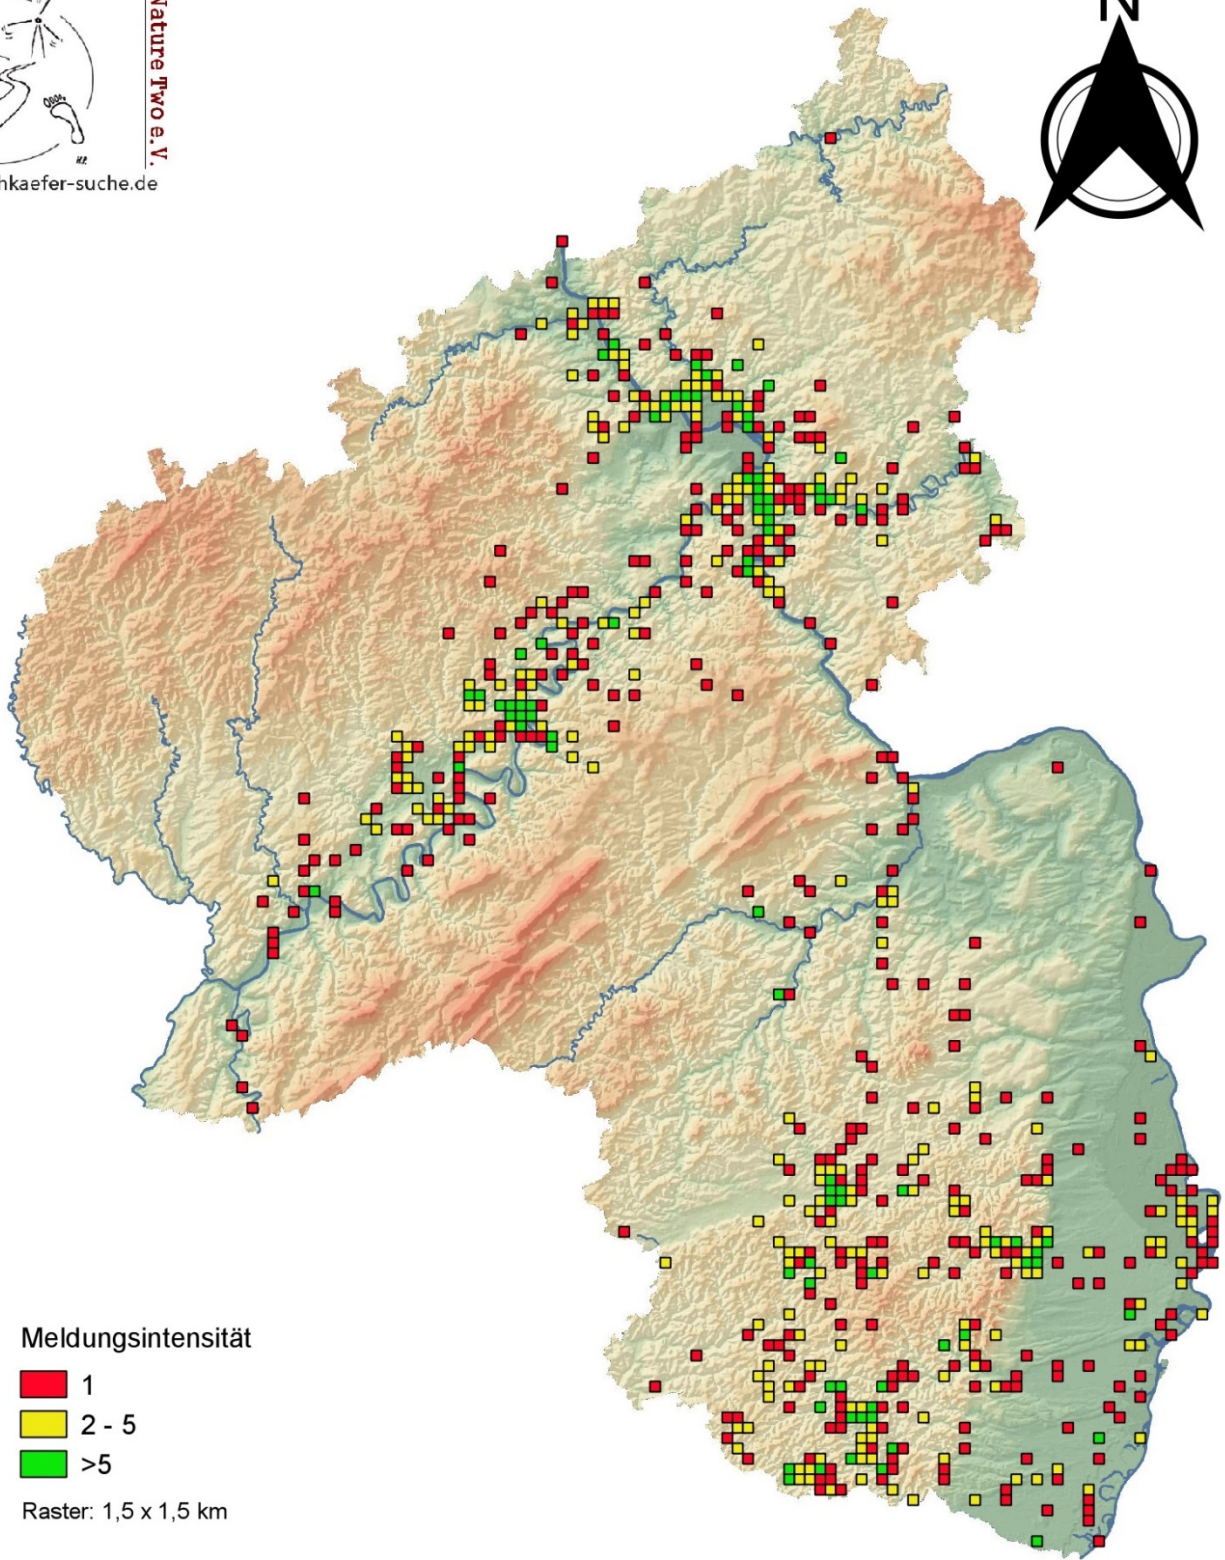 Nature Two e.V.
N
hkaefer-suche.de
Meldungsintensität
1
2 - 5
>5
Raster: 1,5 x 1,5 km